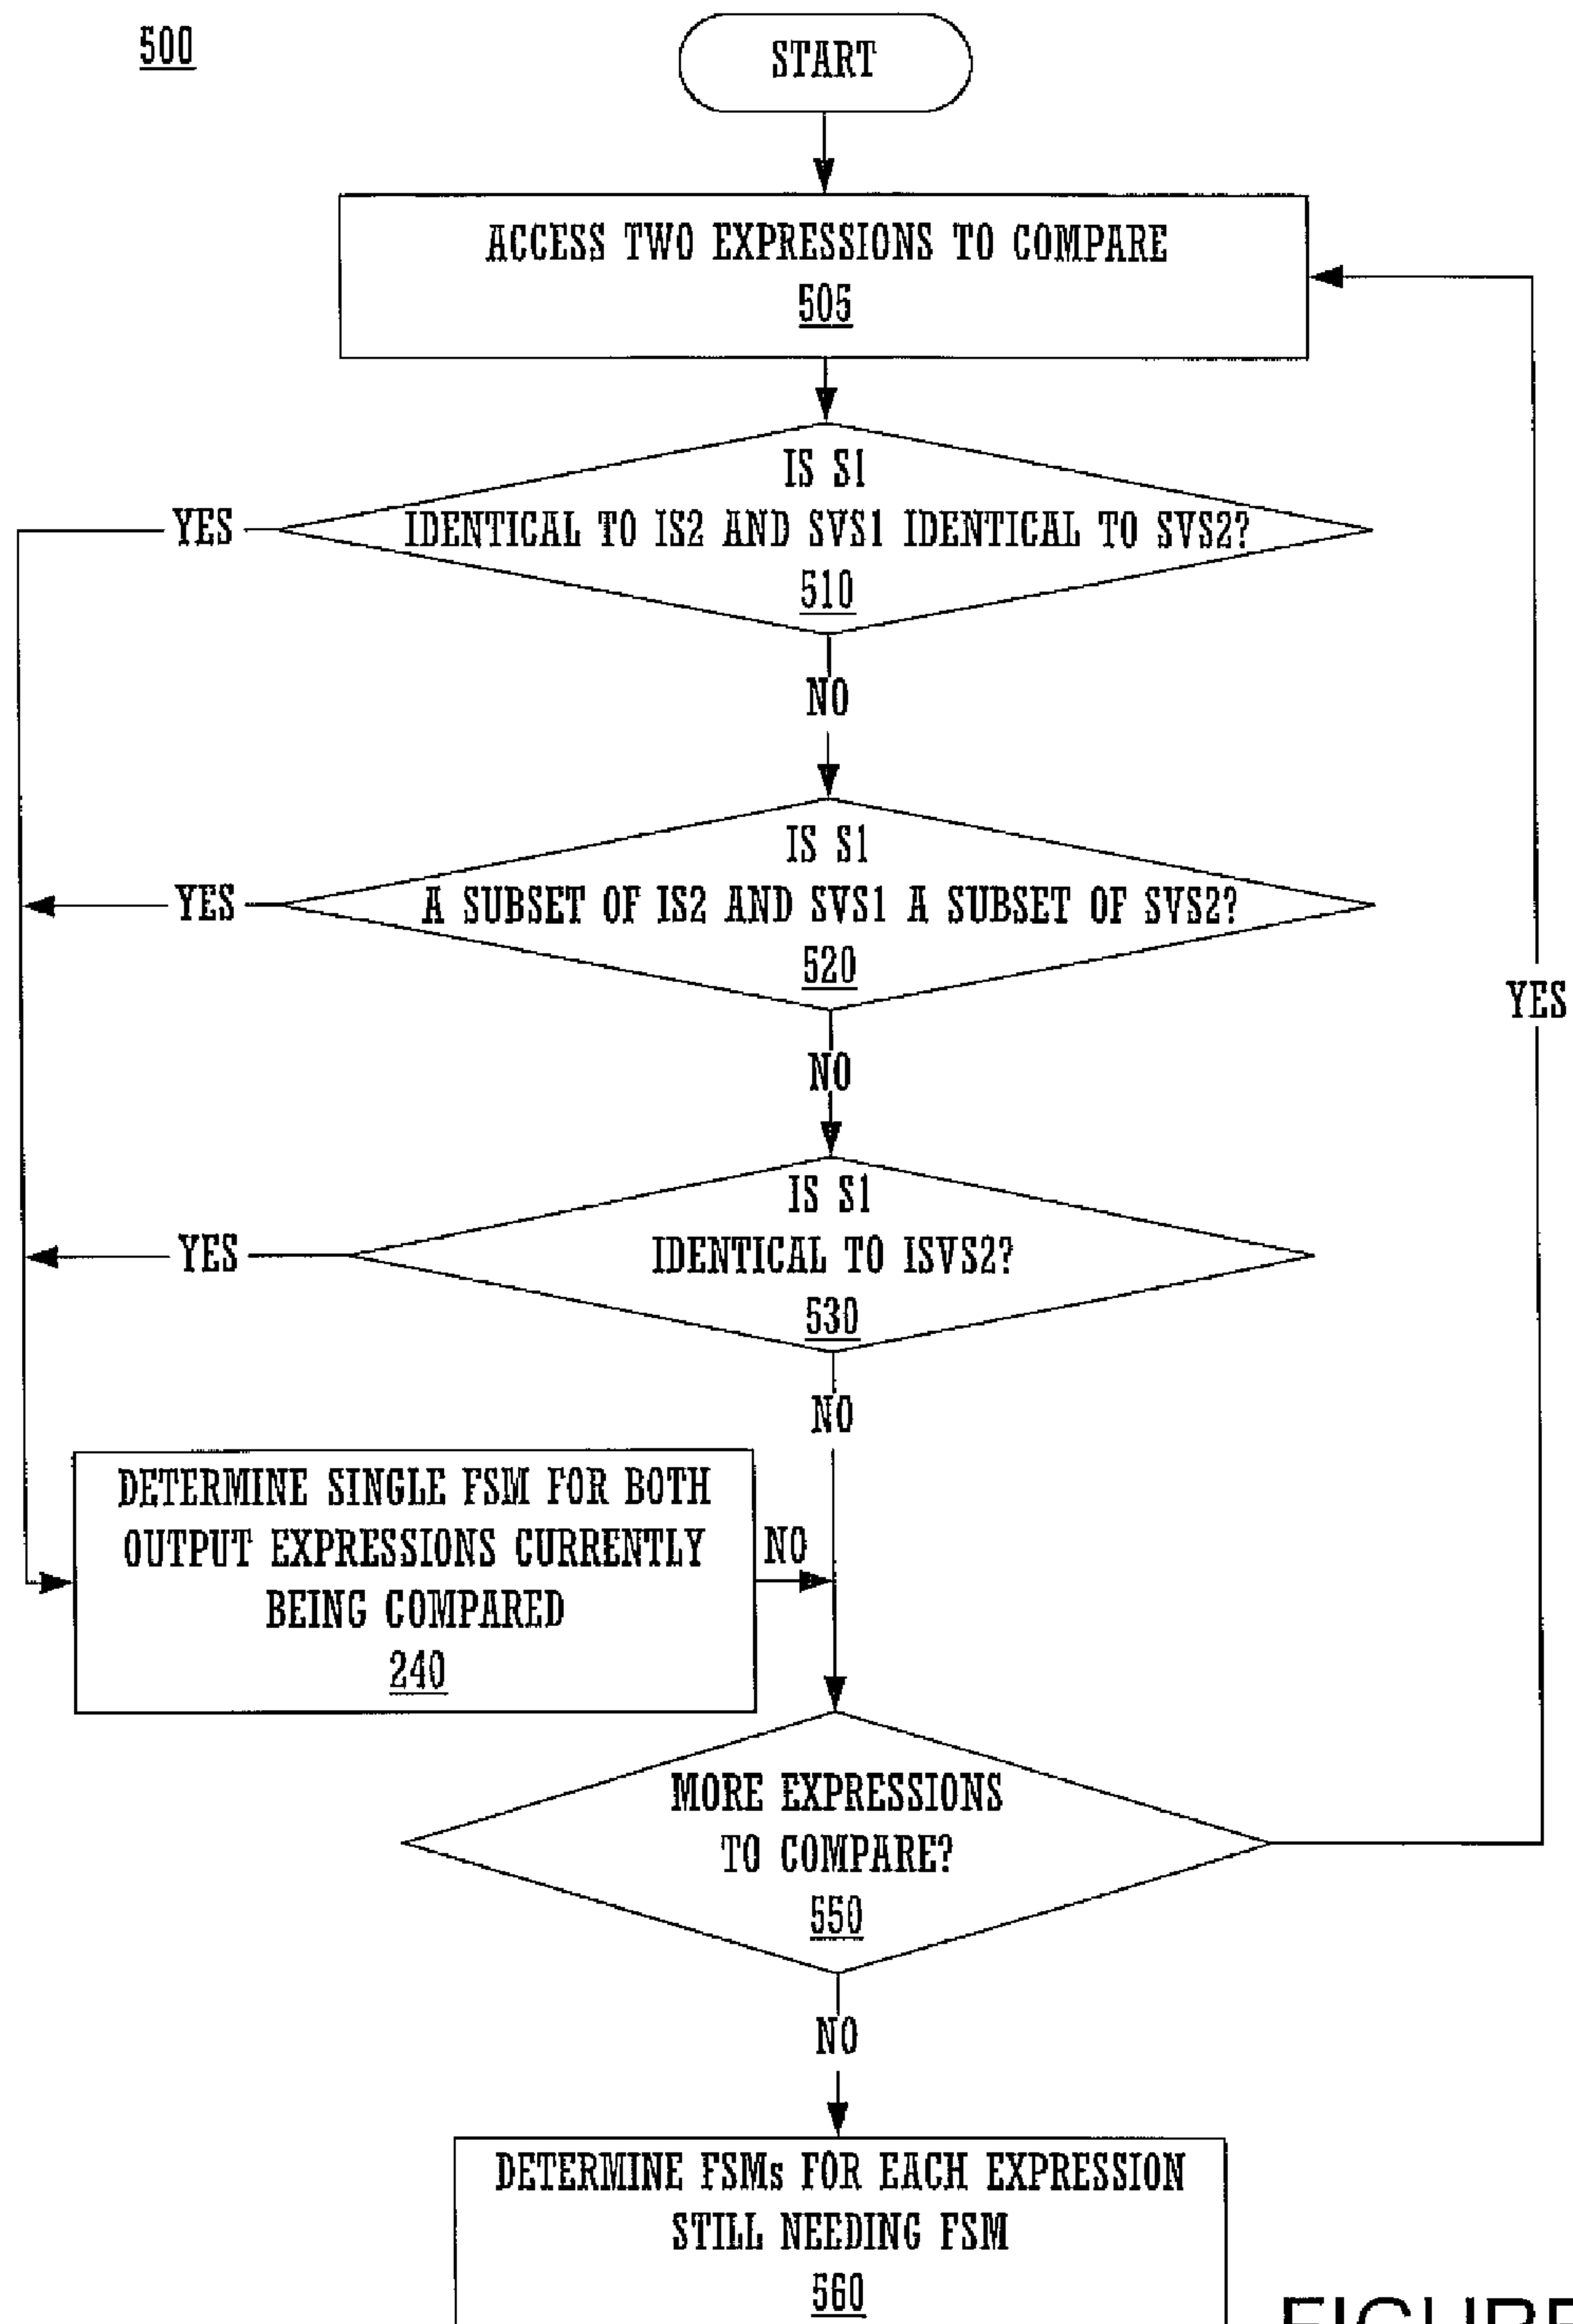 500
START
ACCESS TWO EXPRESSIONS TO COMPARE
505
IS S1
IDENTICAL TO IS2 AND SVS1 IDENTICAL TO SVS2?
510
YES
NO
IS S1
A SUBSET OF IS2 AND SVS1 A SUBSET OF SVS2?
520
YES
NO
YES
IS S1
IDENTICAL TO ISVS2?
530
YES
NO
DETERMINE SINGLE FSM FOR BOTH
OUTPUT EXPRESSIONS CURRENTLY
BEING COMPARED
240
NO
MORE EXPRESSIONS
TO COMPARE?
550
NO
DETERMINE FSMs FOR EACH EXPRESSION
STILL NEEDING FSM
560
FIGURE